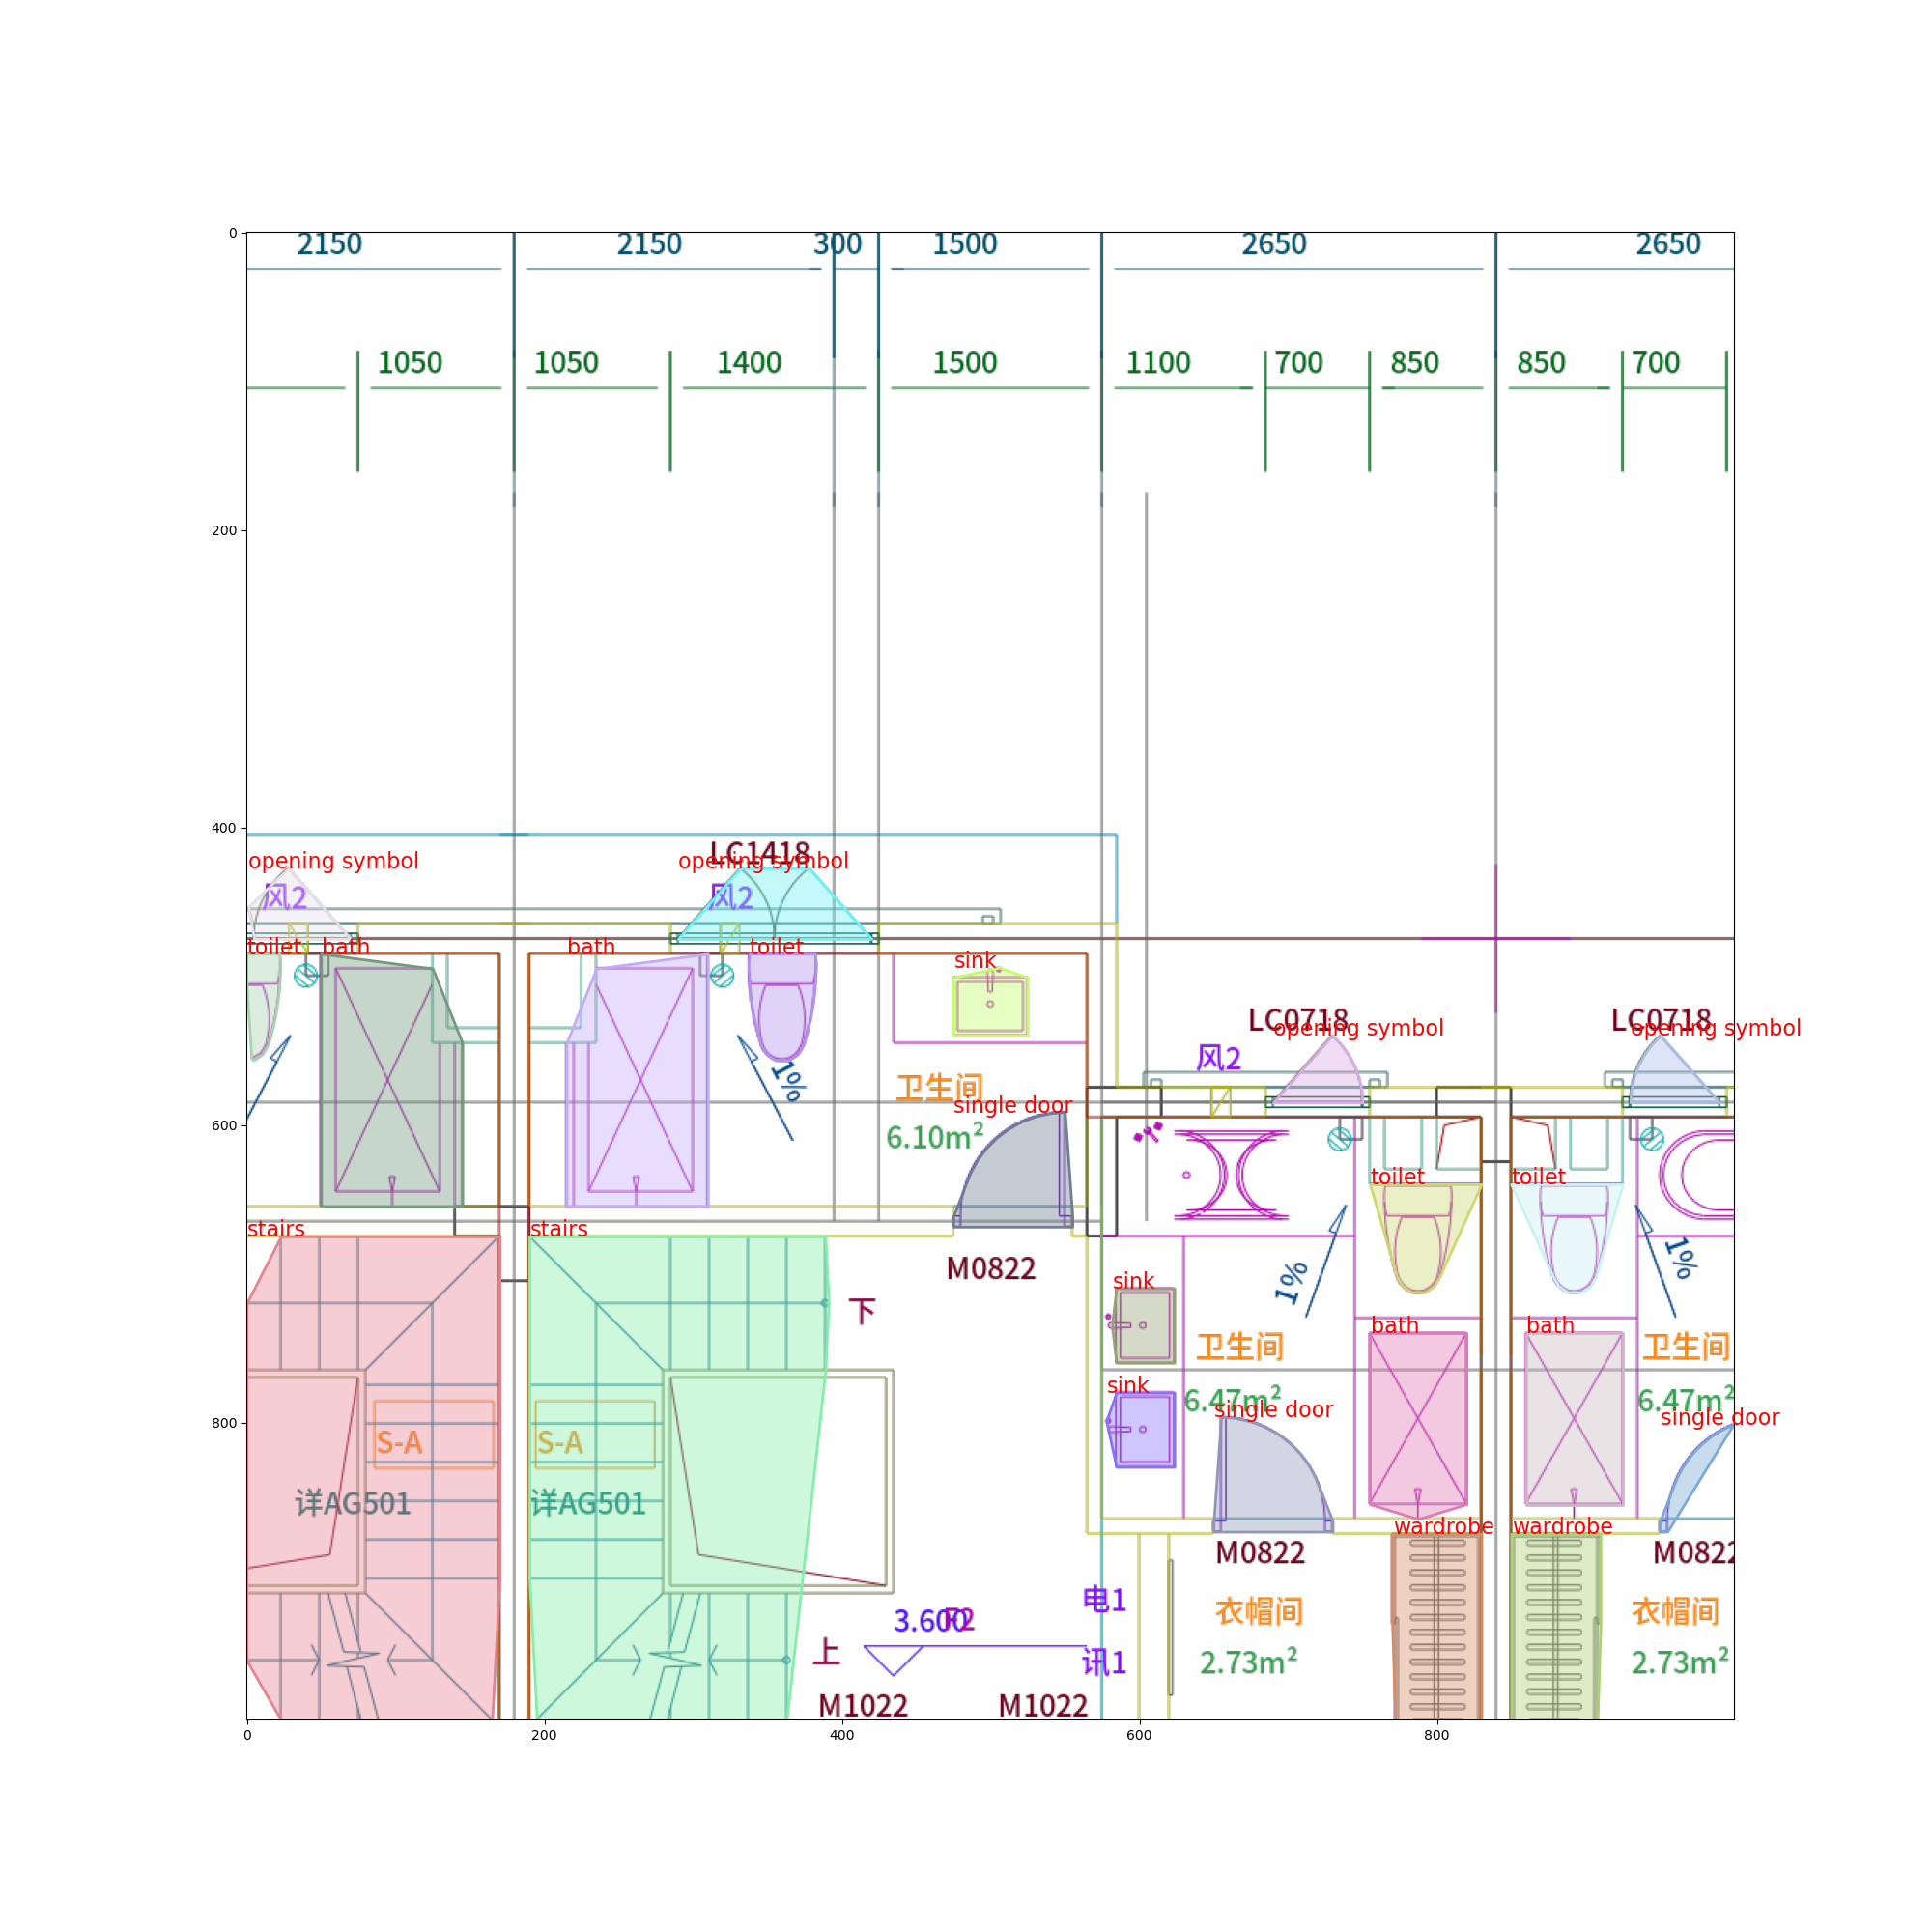 2150 2150 300 1500 2650 2650
1050 1050 1400 1500 1100 700 850 850 700
0
200
400
600
800
LC1418
opening symbol opening symbol
风2 风2
toilet bath bath toilet
sink
LC0718 LC0718
opening symbol opening symbol
风2
1%
卫生间
single door
6.10m²
toilet toilet
stairs stairs
M0822
1% 1%
sink
下
bath bath
卫生间 卫生间
sink
6.47m² 6.47m²
single door single door
S-A S-A
详AG501 详AG501
wardrobe wardrobe
M0822 M0822
电1
衣帽间 衣帽间
3.600 F2
上
讯1
2.73m² 2.73m²
M1022 M1022
0 200 400 600 800